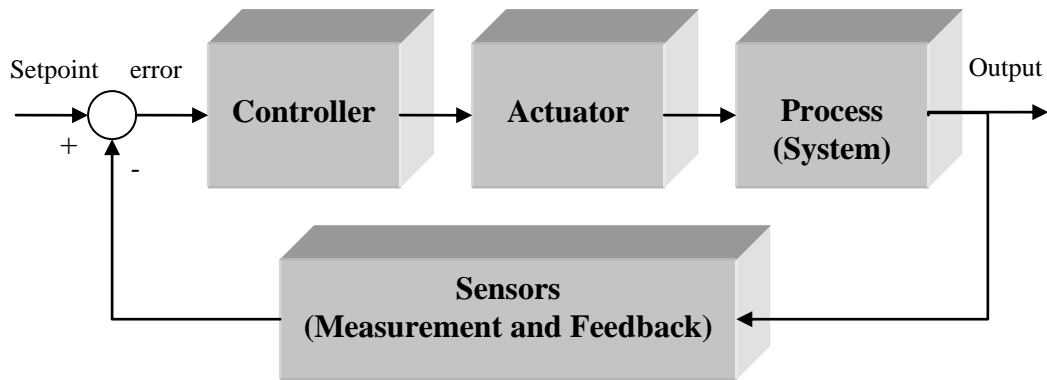 Setpoint
error
Output
Controller
Actuator
Process
(System)
+
-
Sensors
(Measurement and Feedback)